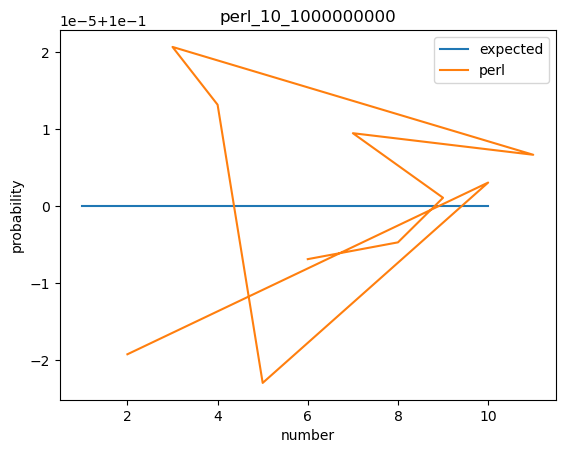 perl_10_1000000000
1e-5+1e-1
expected
perl
2
1
0
−1
−2
probability
2
4
6
8
10
number